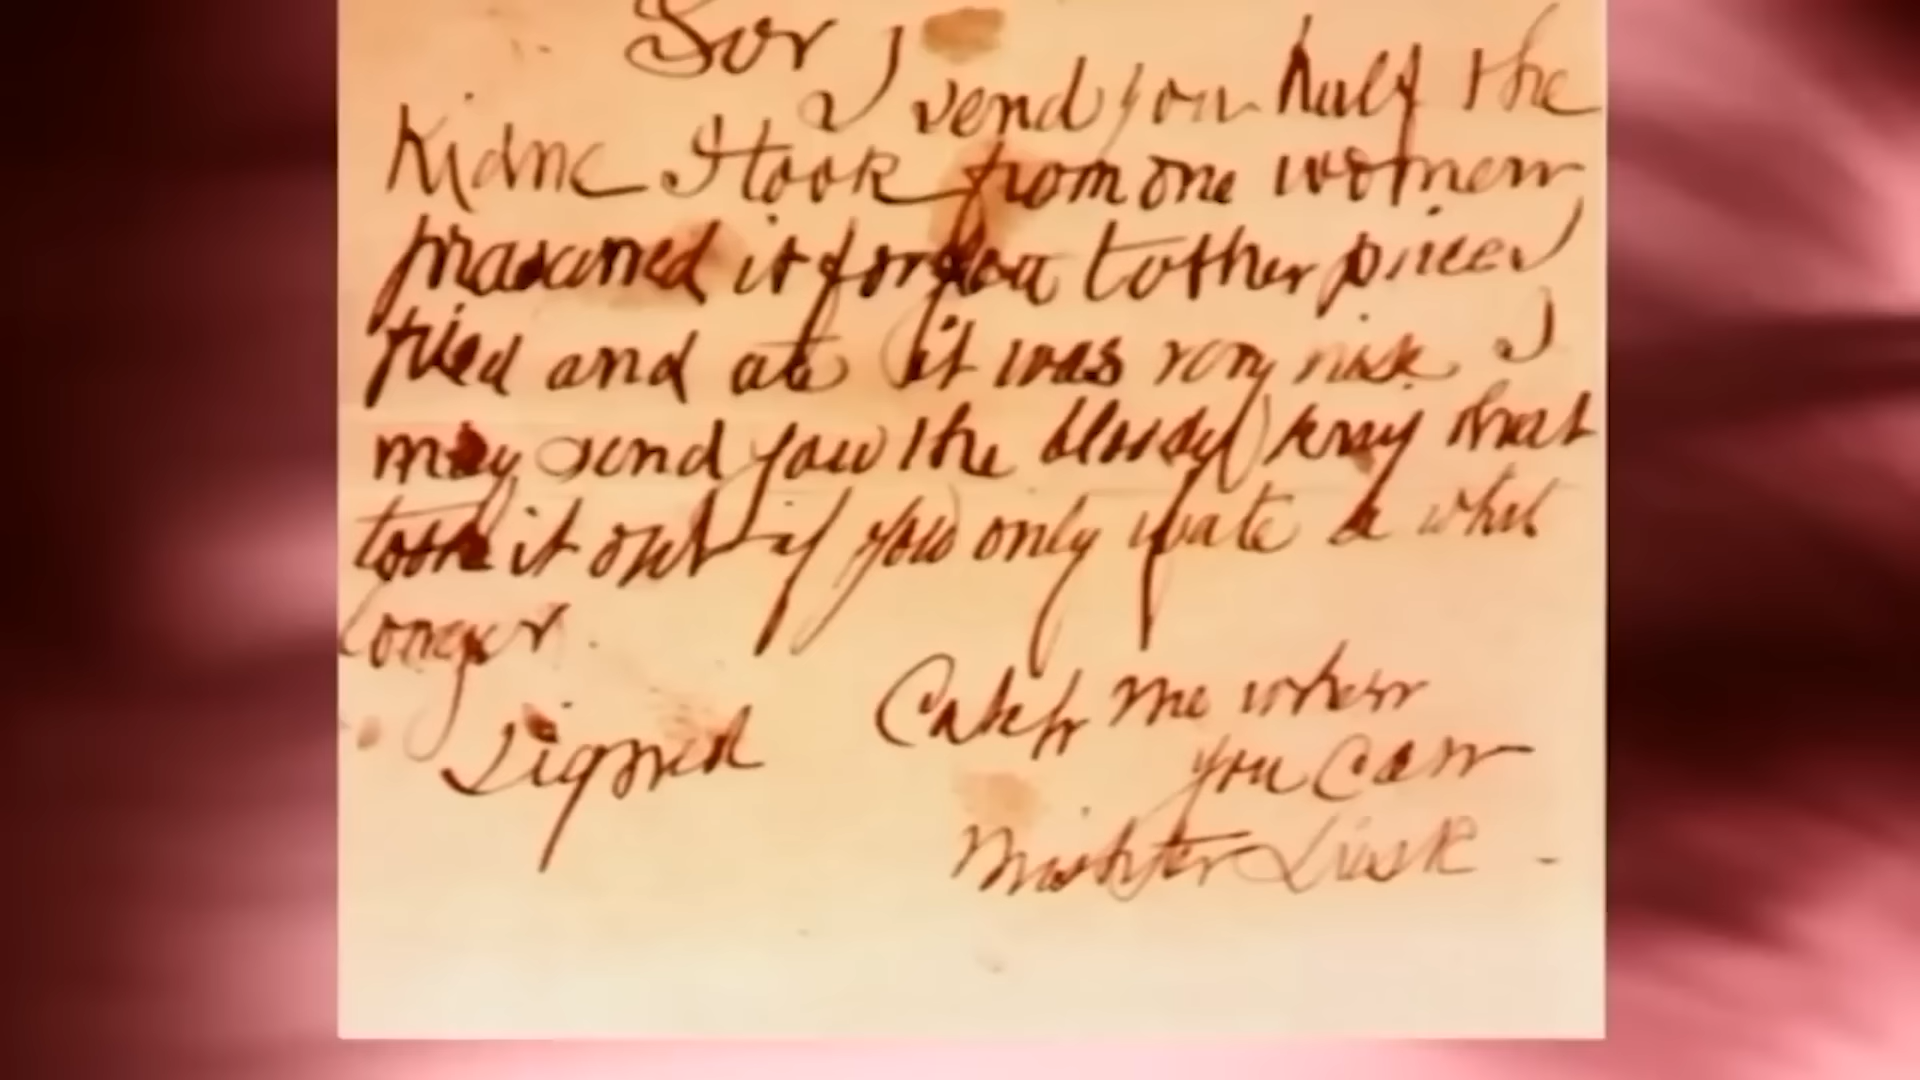 Sor
I send you half the
Kidne I took from one women
prasarved it for you tother piece I
fried and ate it was very nise. I
may send you the bloody knif that
took it out if you only wate a whil
longer.
signed
Catch me when
you can
Mishter Lusk